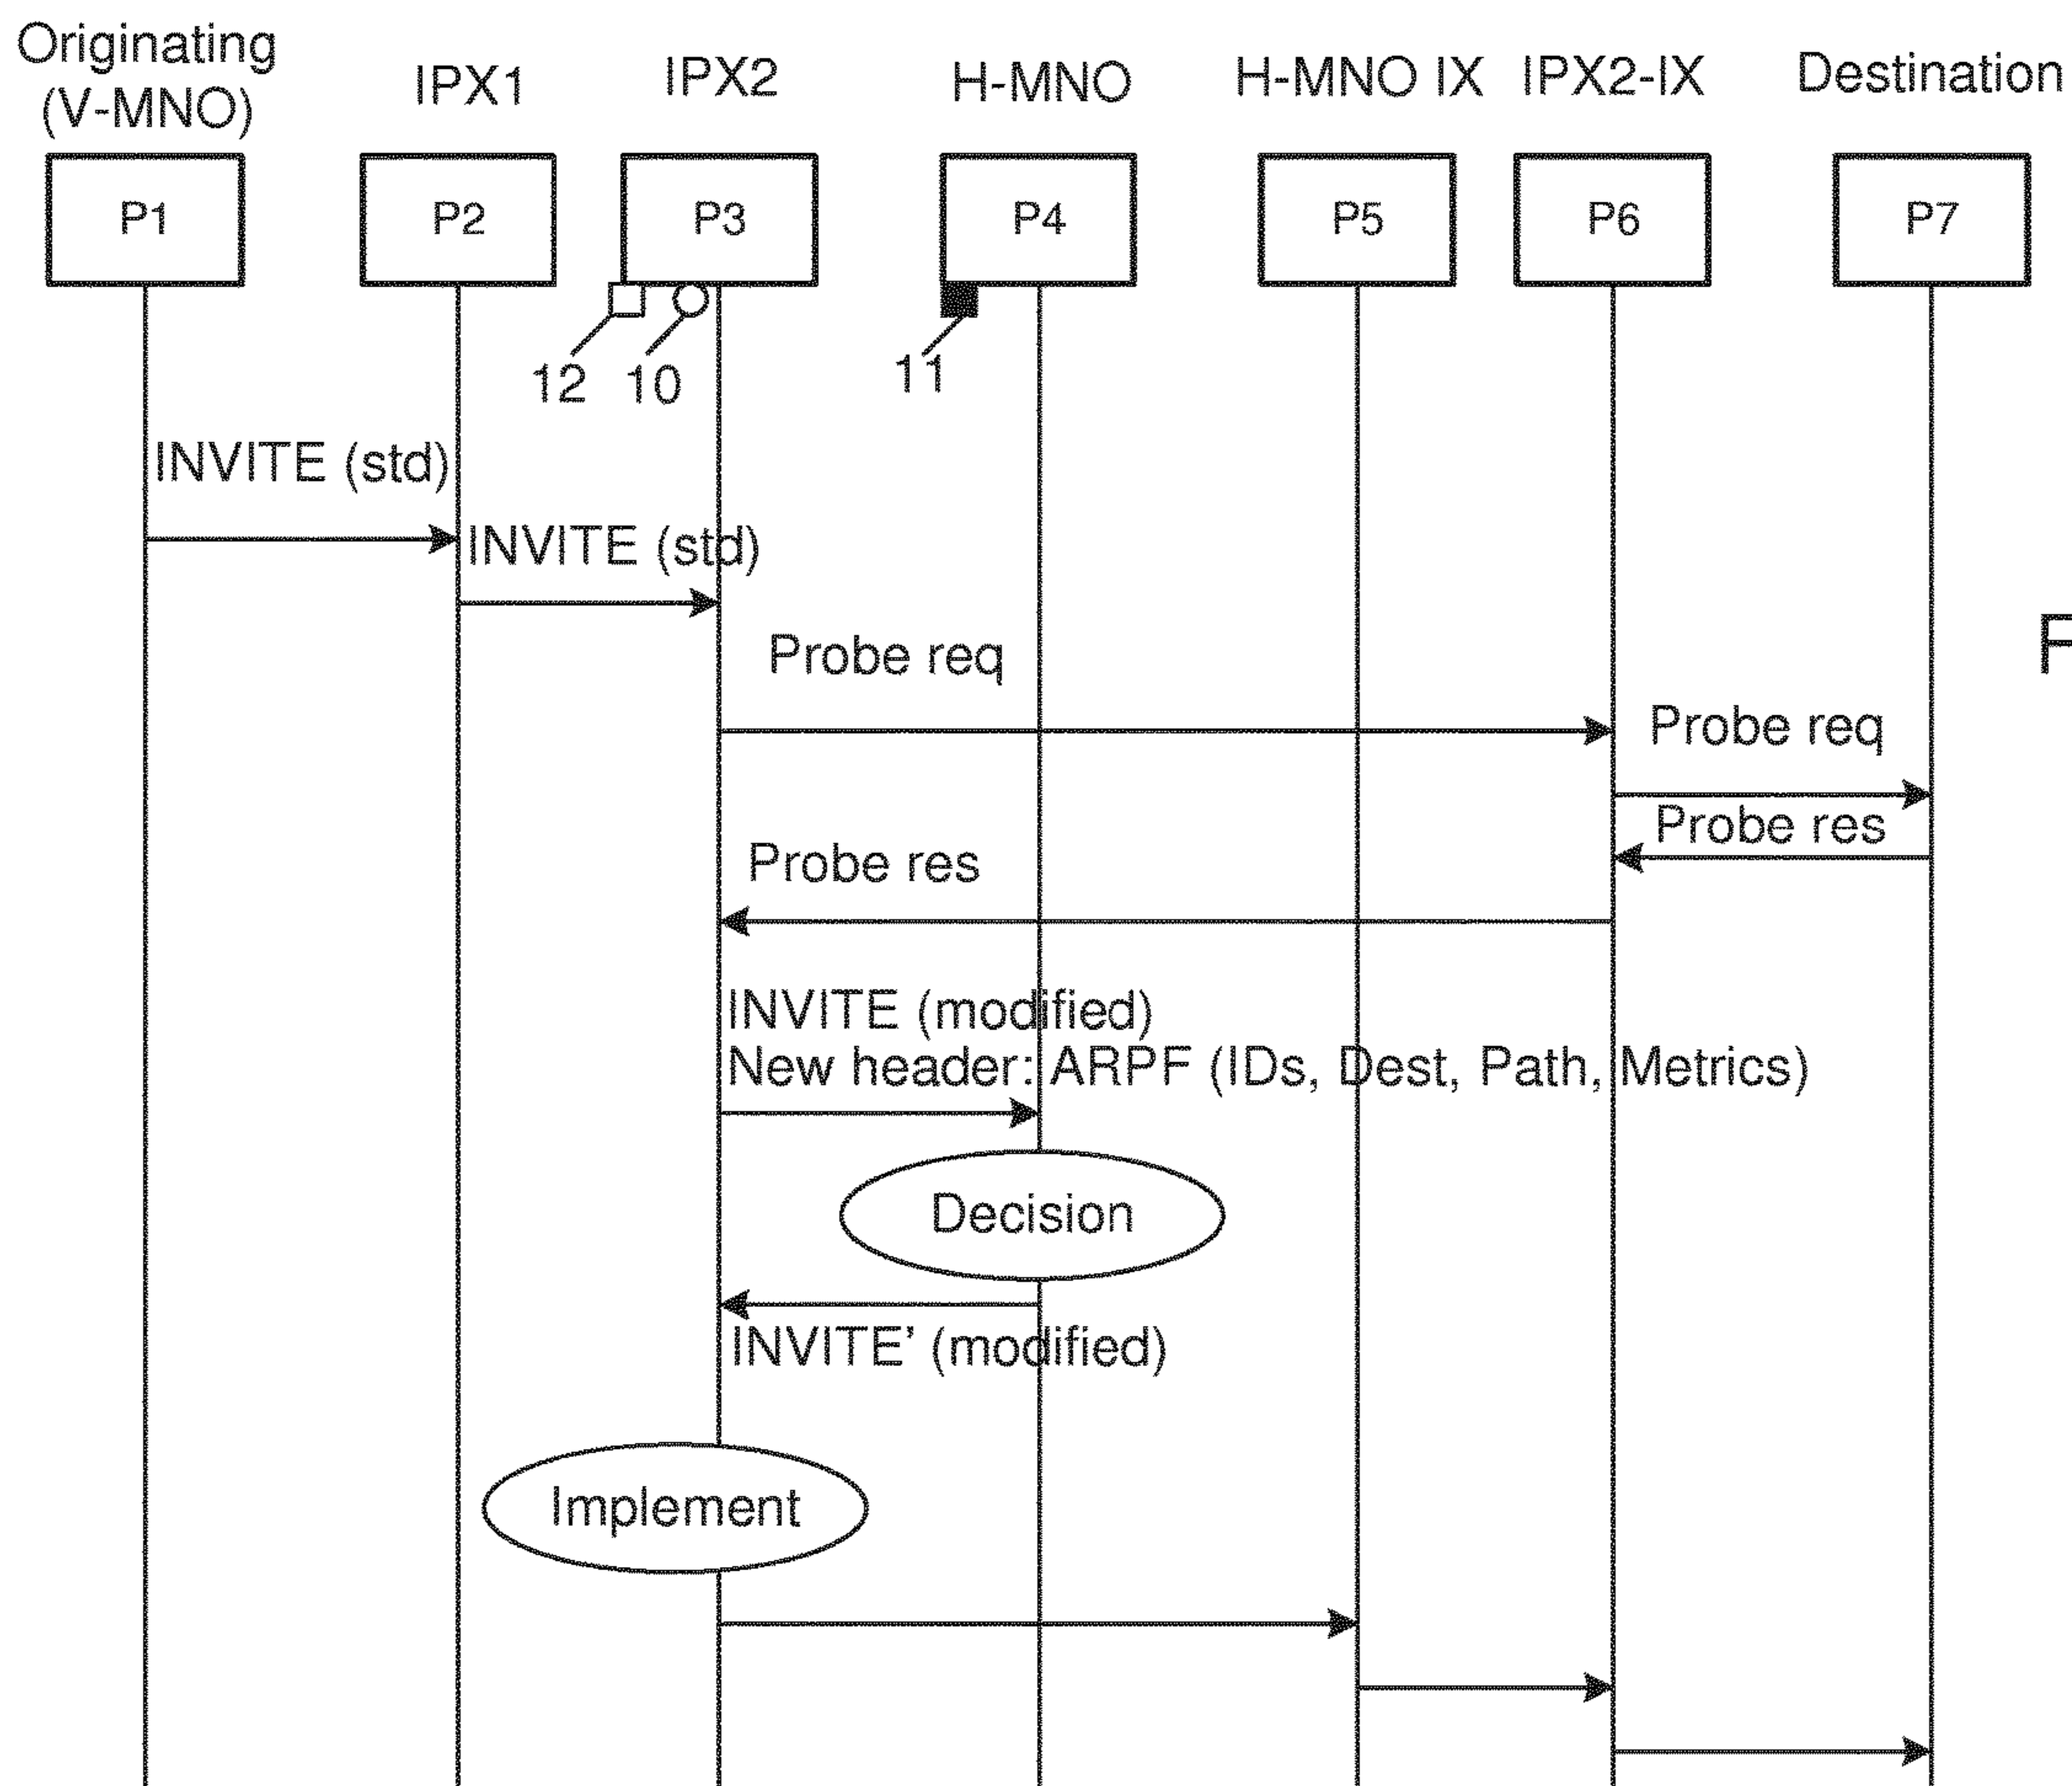 Originating
(V-MNO)
IPX1
IPX2
H-MNO
H-MNO IX
IPX2-IX
Destination
P1
P2
P3
P4
P5
P6
P7
12
10
11
INVITE (std)
INVITE (std)
Probe req
Probe req
Probe res
Probe res
INVITE (modified)
New header: ARPF (IDs, Dest, Path, Metrics)
Decision
INVITE' (modified)
Implement